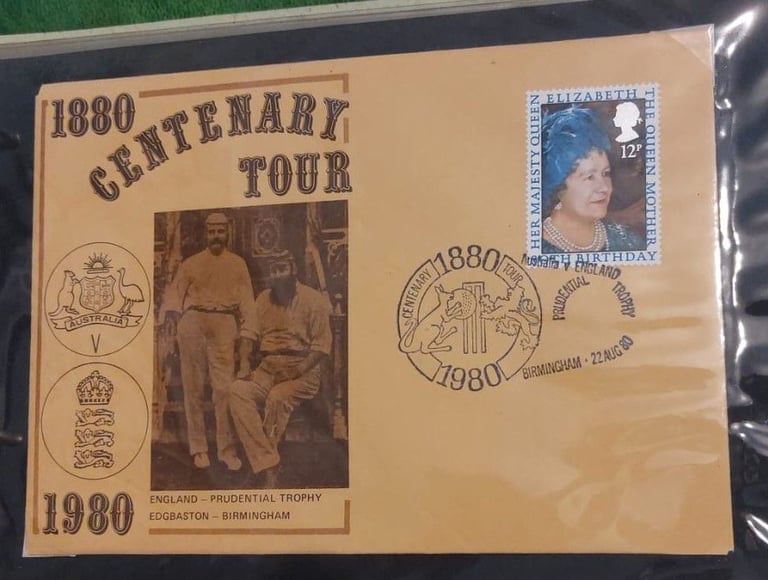 1880
CENTENARY
TOUR
AUSTRALIA
V
1980
ENGLAND – PRUDENTIAL TROPHY
EDGBASTON – BIRMINGHAM
HER MAJESTY QUEEN
ELIZABETH
THE QUEEN MOTHER
80TH BIRTHDAY
12P
CENTENARY
1880
TOUR
1980
Australia V ENGLAND
PRUDENTIAL TROPHY
BIRMINGHAM · 22 AUG 80